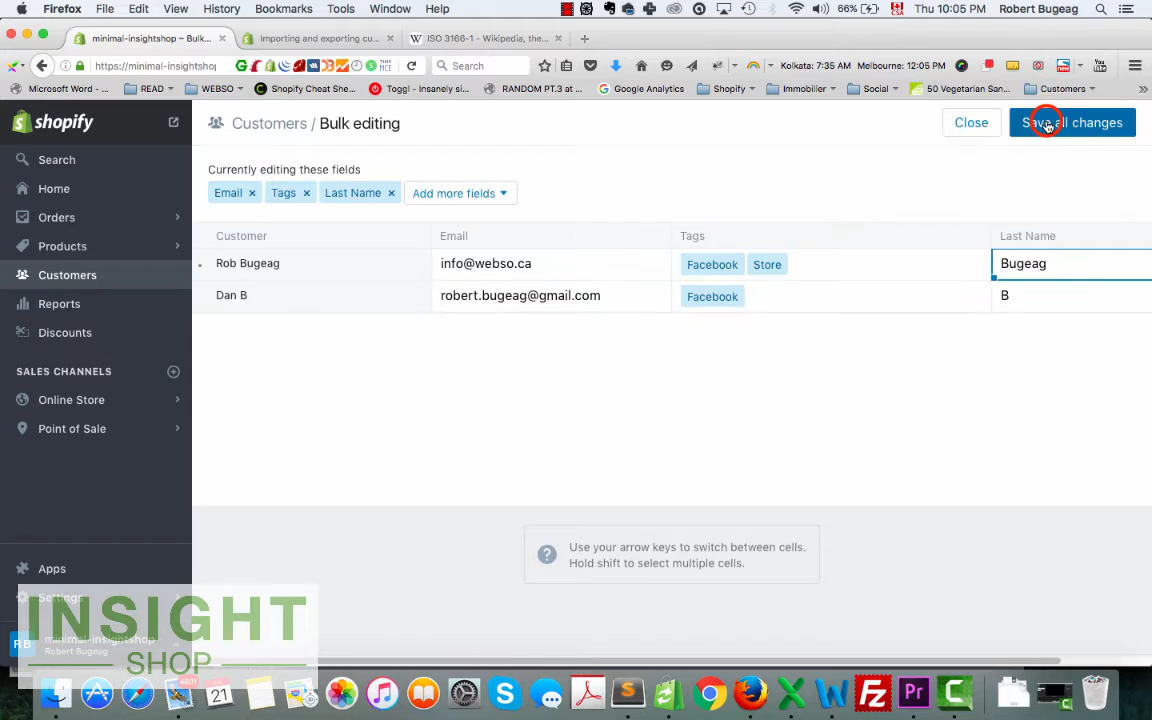 Firefox File Edit View History Bookmarks Tools Window Help 66% Thu 10:05 PM Robert Bugeag
minimal-insightshop ~ Bulk... Importing and exporting cu... W ISO 3166-1 - Wikipedia, the...
https://minimal-insightshop Search Kolkata: 7:35 AM Melbourne: 12:05 PM
Microsoft Word - ... READ WEBSO Shopify Cheat She... Toggl - Insanely si... RANDOM PT.3 at ... Google Analytics Shopify Immobilier Social 50 Vegetarian San... Customers
shopify
Customers / Bulk editing
Close
Save all changes
Search
Home
Orders
Products
Customers
Reports
Discounts
SALES CHANNELS
Online Store
Point of Sale
Apps
Settings
RB
minimal-insightshop
Robert Bugeag
Currently editing these fields
Email × Tags × Last Name × Add more fields
Customer Email Tags Last Name
Rob Bugeag info@webso.ca Facebook Store Bugeag
Dan B robert.bugeag@gmail.com Facebook B
? Use your arrow keys to switch between cells.
Hold shift to select multiple cells.
INSIGHT
SHOP